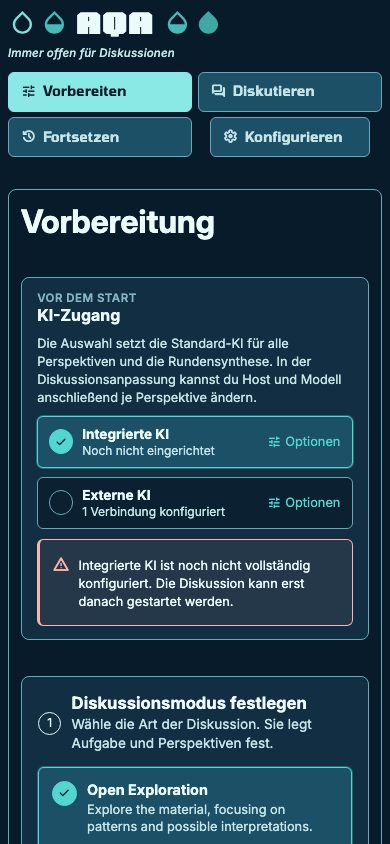 AQA
Immer offen für Diskussionen
Vorbereiten
Diskutieren
Fortsetzen
Konfigurieren
Vorbereitung
VOR DEM START
KI-Zugang
Die Auswahl setzt die Standard-KI für alle
Perspektiven und die Rundensynthese. In der
Diskussionsanpassung kannst du Host und Modell
anschließend je Perspektive ändern.
Integrierte KI
Noch nicht eingerichtet
Optionen
Externe KI
1 Verbindung konfiguriert
Optionen
Integrierte KI ist noch nicht vollständig
konfiguriert. Die Diskussion kann erst
danach gestartet werden.
1
Diskussionsmodus festlegen
Wähle die Art der Diskussion. Sie legt
Aufgabe und Perspektiven fest.
Open Exploration
Explore the material, focusing on
patterns and possible interpretations.